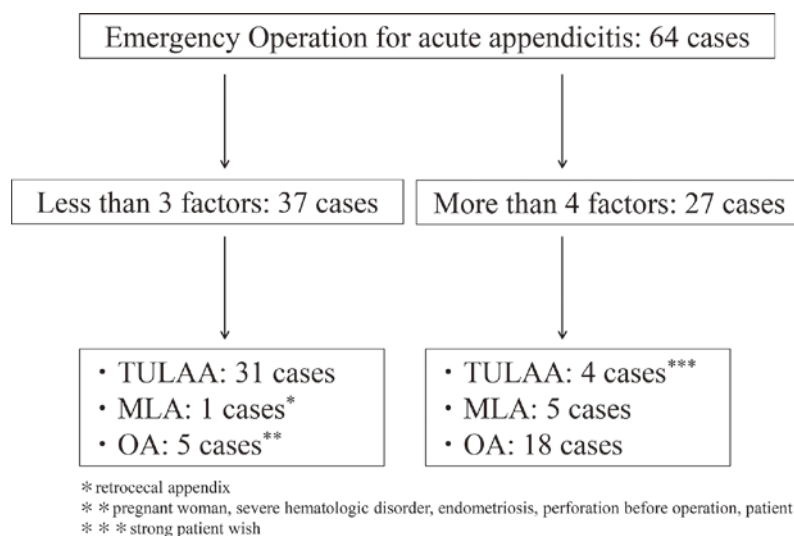 Emergency Operation for acute appendicitis: 64 cases
Less than 3 factors: 37 cases
More than 4 factors: 27 cases
・TULAA: 31 cases
・MLA: 1 cases*
・OA: 5 cases**
・TULAA: 4 cases***
・MLA: 5 cases
・OA: 18 cases
*retrocecal appendix
**pregnant woman, severe hematologic disorder, endometriosis, perforation before operation, patient
***strong patient wish